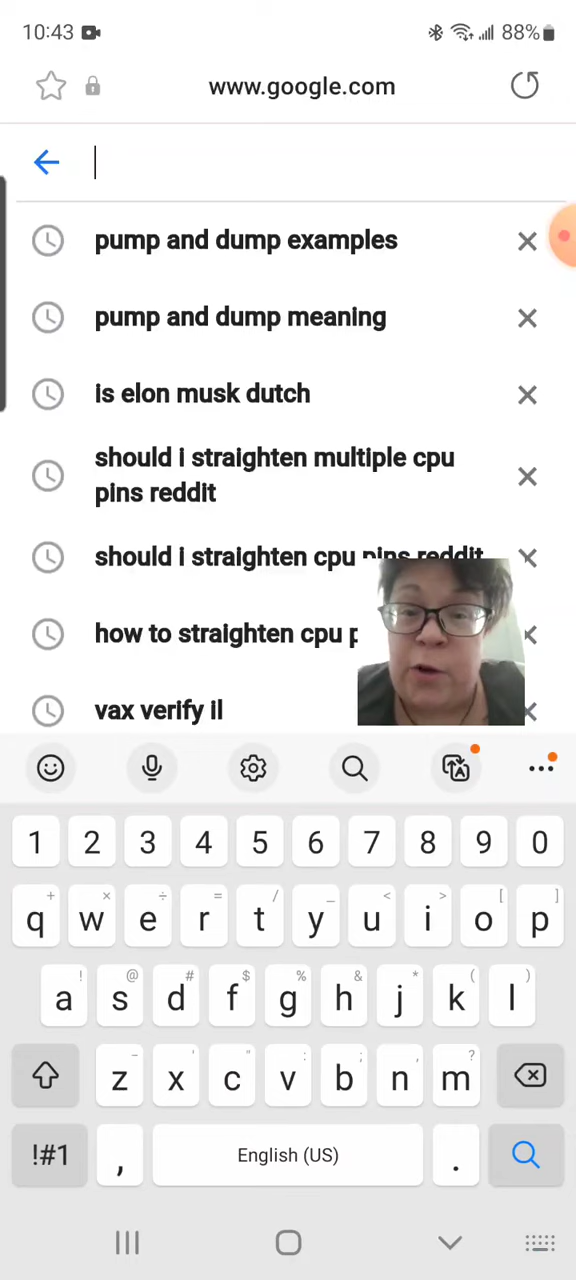 10:43 88%
www.google.com
pump and dump examples
pump and dump meaning
is elon musk dutch
should i straighten multiple cpu
pins reddit
should i straighten cpu pins reddit
how to straighten cpu p
vax verify il
1 2 3 4 5 6 7 8 9 0
+ × ÷ = / _ < > [ ]
q w e r t y u i o p
! @ # $ % & * ( )
a s d f g h j k l
- ' " : ; , ?
z x c v b n m
!#1 , English (US) .